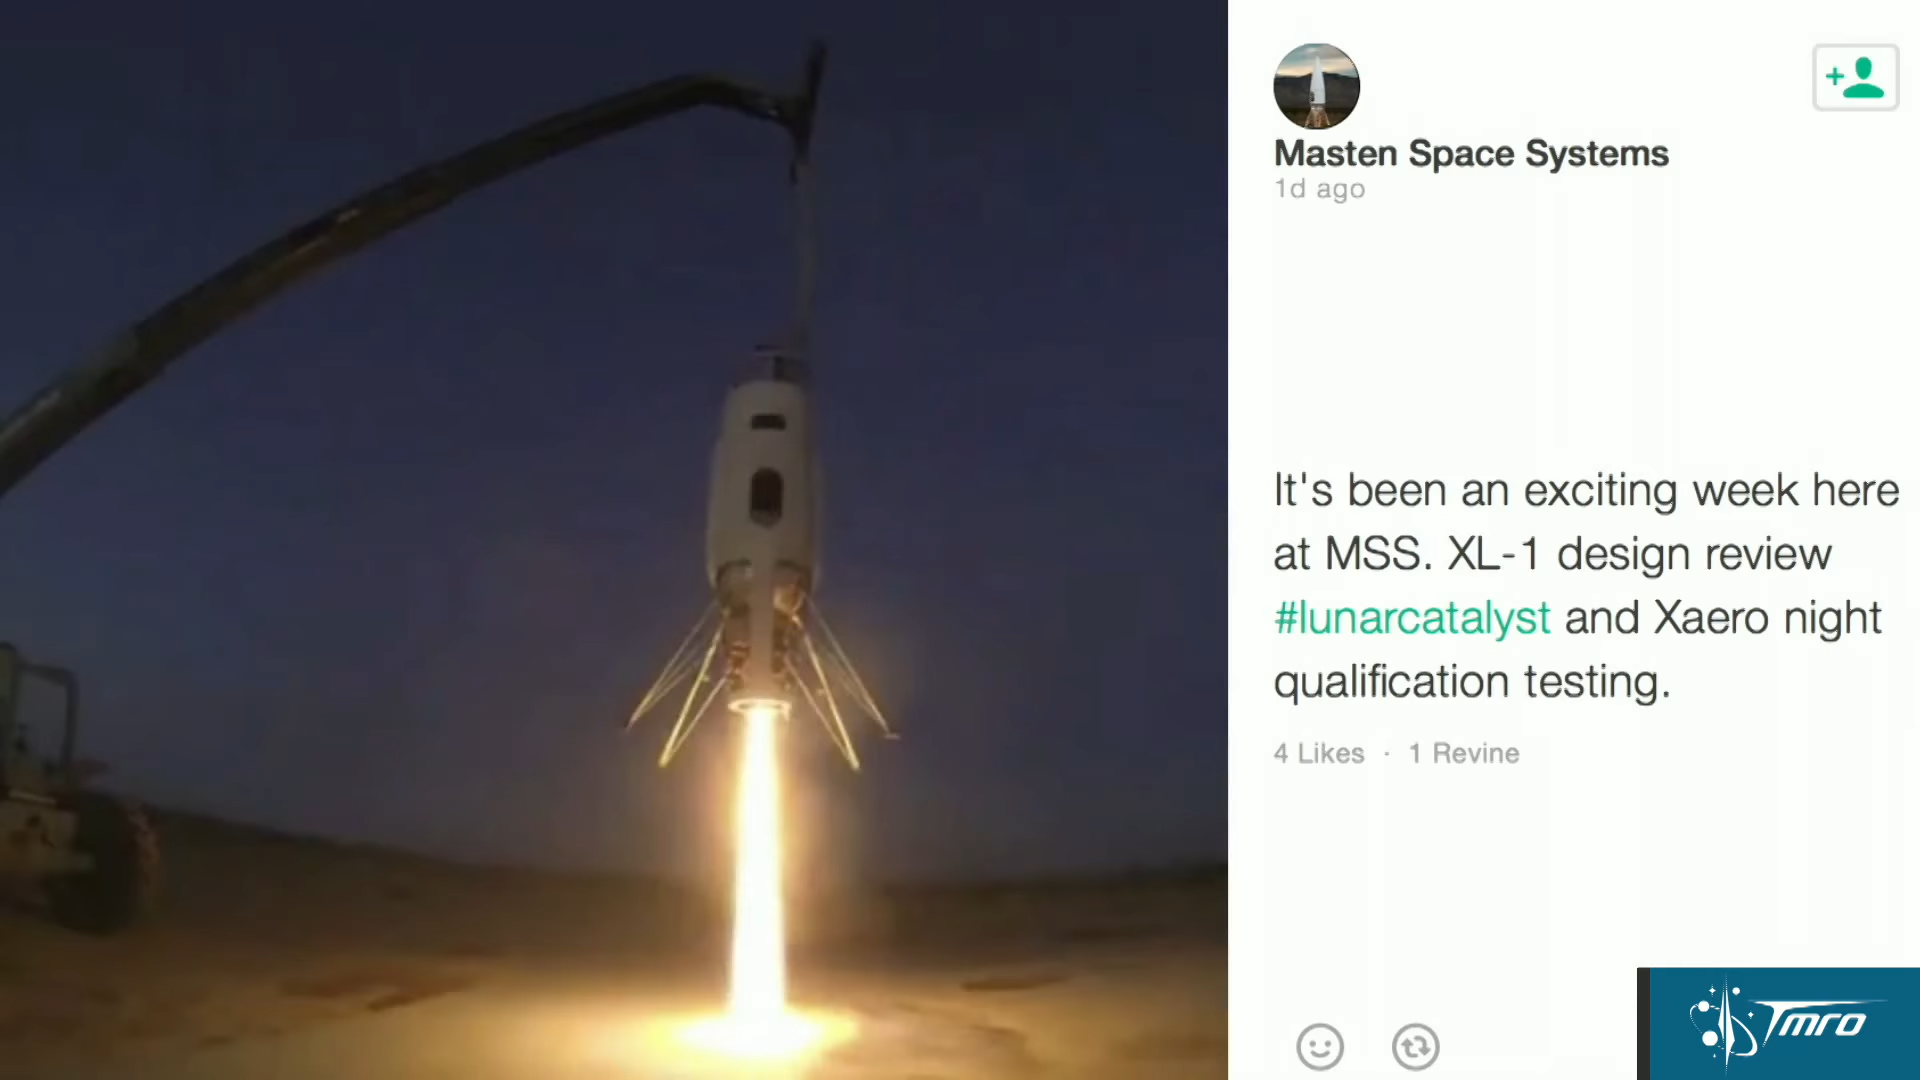 Masten Space Systems
1d ago
It's been an exciting week here
at MSS. XL-1 design review
#lunarcatalyst and Xaero night
qualification testing.
4 Likes · 1 Revine
TMRO